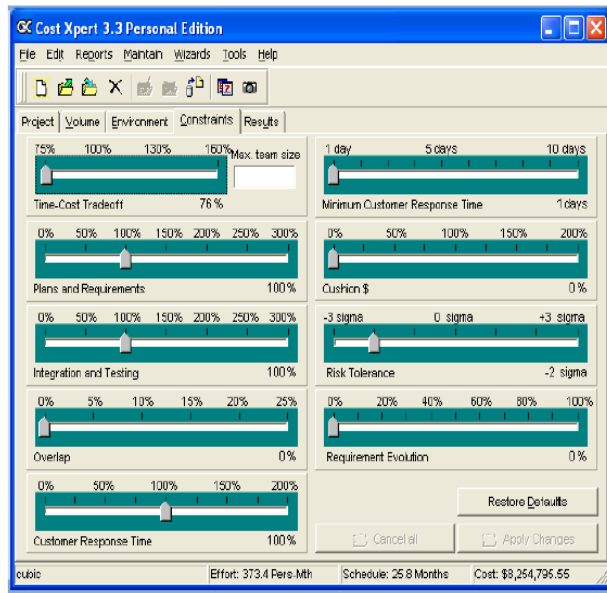 Cost Xpert 3.3 Personal Edition
File Edit Reports Maintain Wizards Tools Help
Project Volume Environment Constraints Results
75% 100% 130% 160% Max. team size
Time-Cost Tradeoff 76 %
1 day 5 days 10 days
Minimum Customer Response Time 1 days
0% 50% 100% 150% 200% 250% 300%
Plans and Requirements 100 %
0% 50% 100% 150% 200%
Cushion $ 0 %
0% 50% 100% 150% 200% 250% 300%
Integration and Testing 100 %
-3 sigma 0 sigma +3 sigma
Risk Tolerance -2 sigma
0% 5% 10% 15% 20% 25%
Overlap 0 %
0% 20% 40% 60% 80% 100%
Requirement Evolution 0 %
0% 50% 100% 150% 200%
Customer Response Time 100 %
Restore Defaults
Cancel all Apply Changes
cubic Effort: 373.4 Pers-Mth Schedule: 25.8 Months Cost: $8,254,795.55